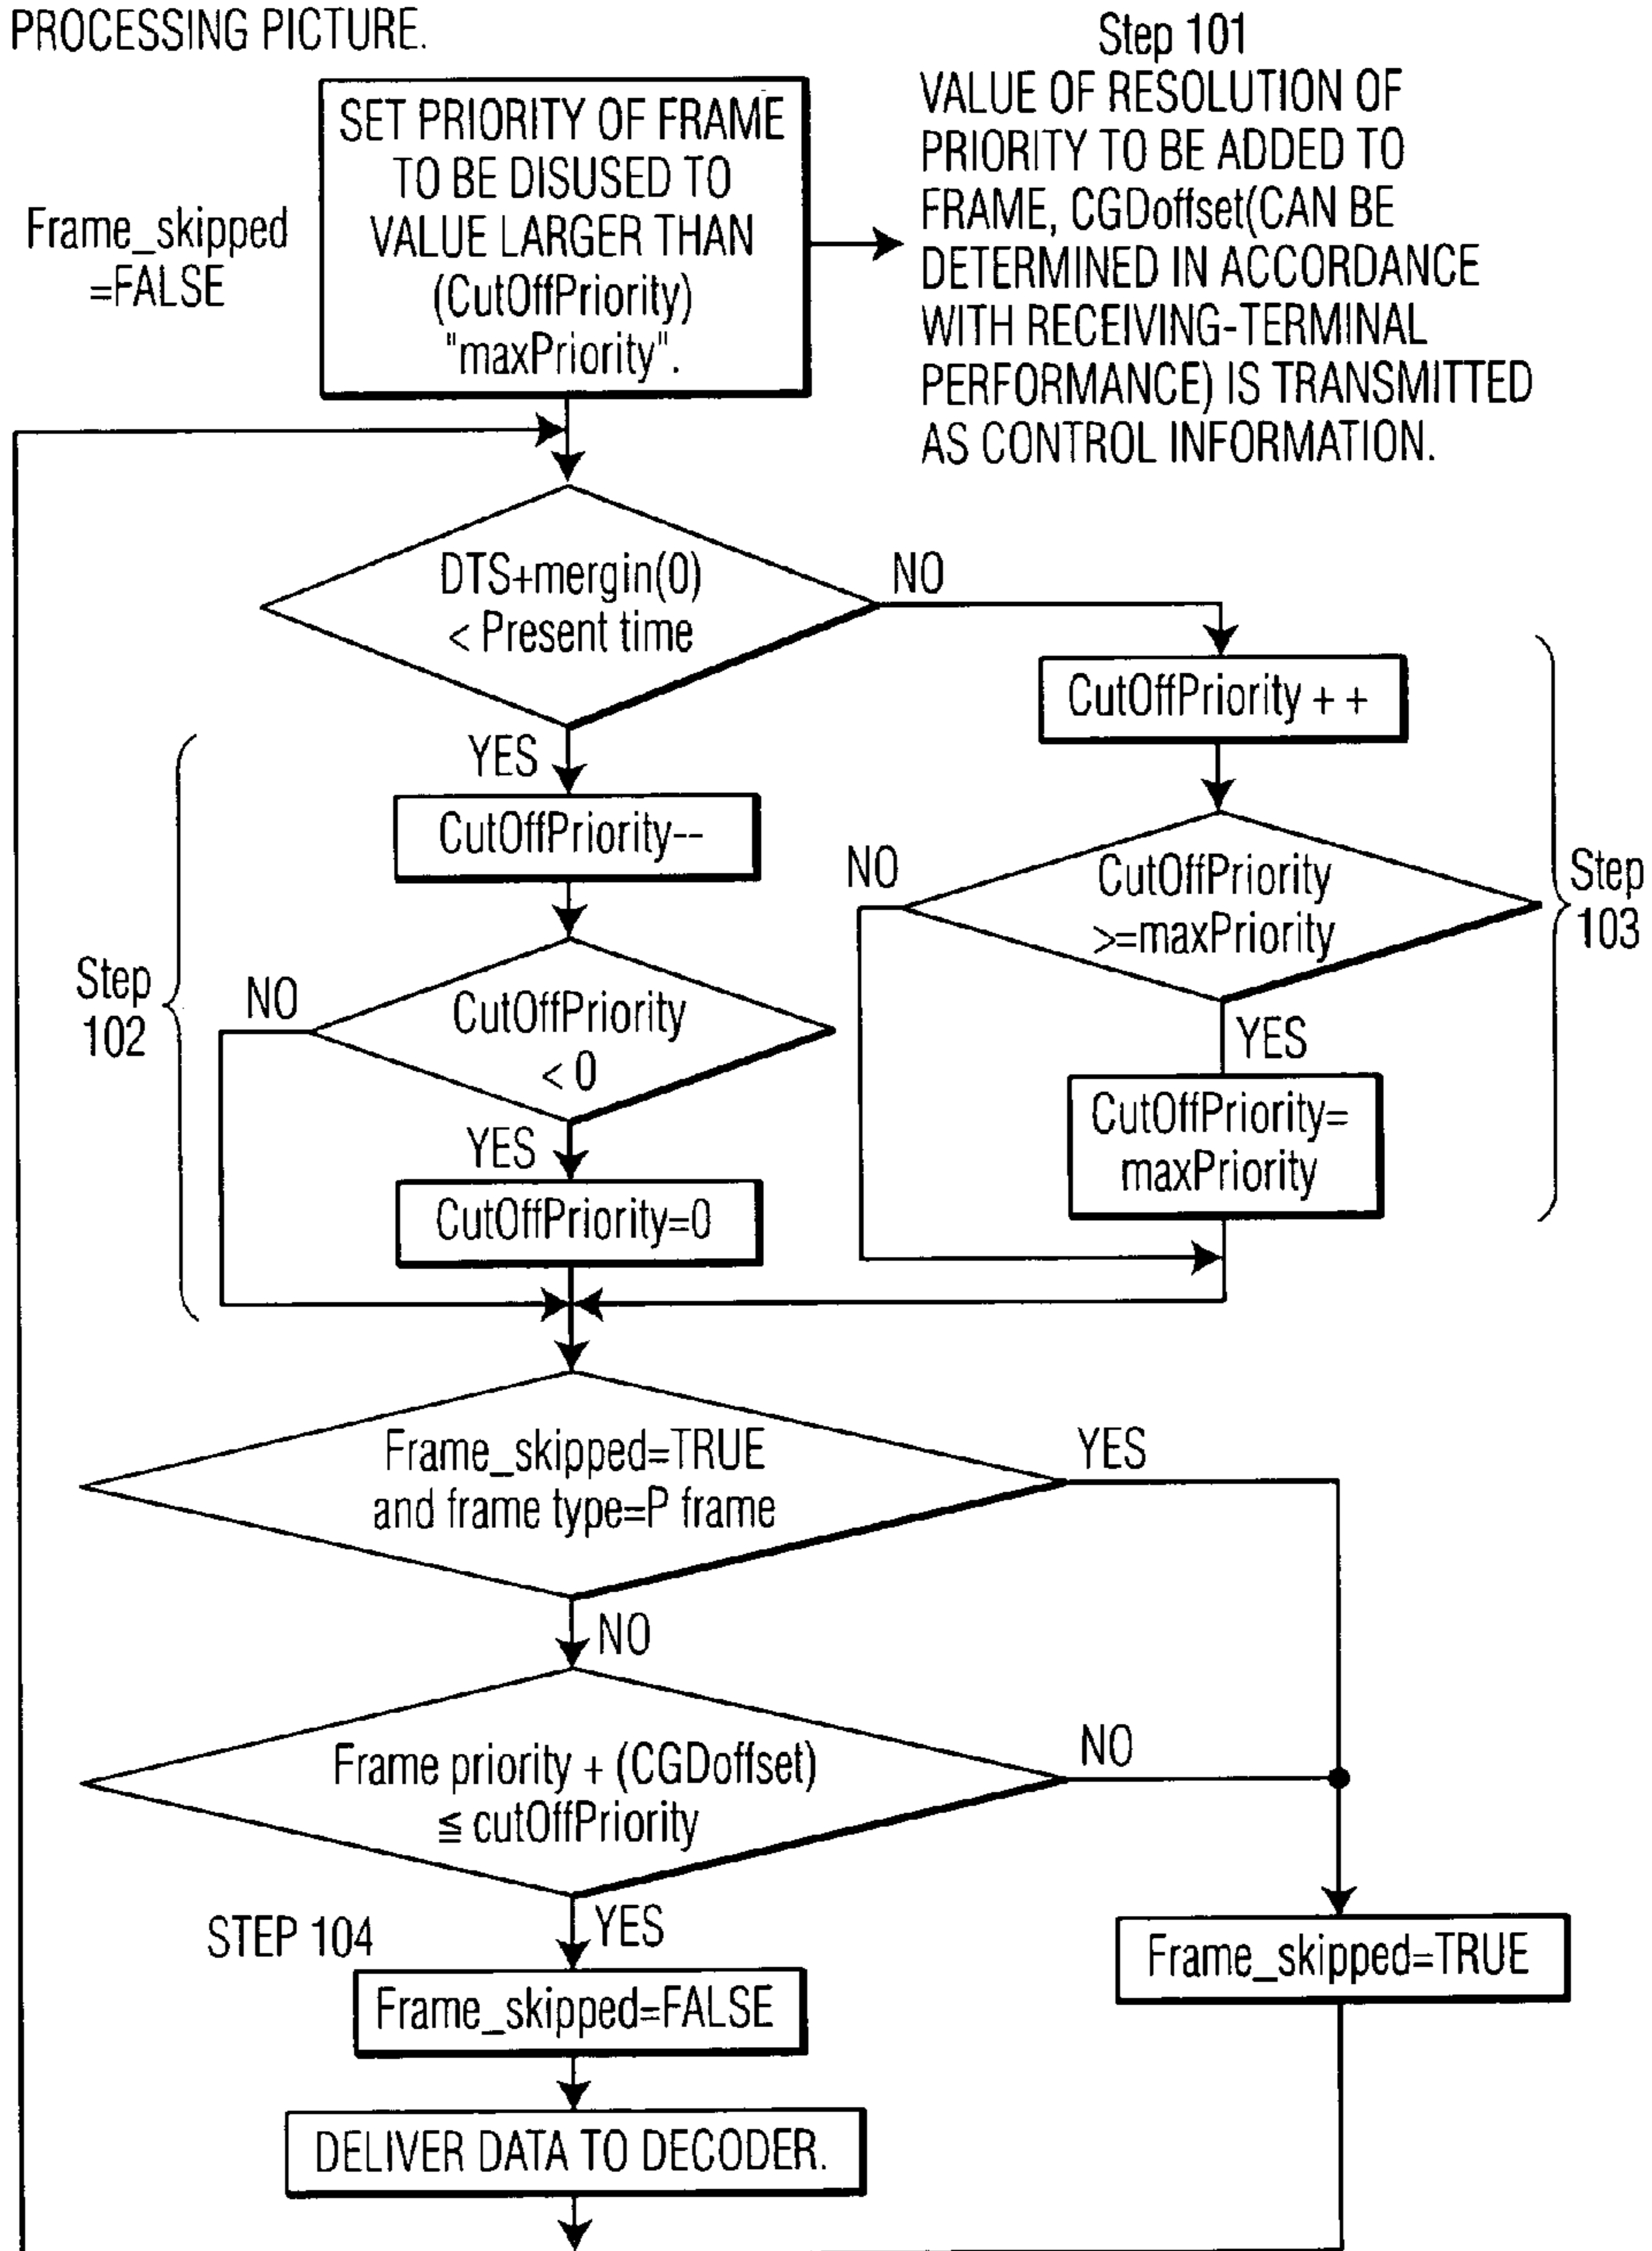 PROCESSING PICTURE.
Step 101
VALUE OF RESOLUTION OF
PRIORITY TO BE ADDED TO
FRAME, CGDoffset(CAN BE
DETERMINED IN ACCORDANCE
WITH RECEIVING-TERMINAL
PERFORMANCE) IS TRANSMITTED
AS CONTROL INFORMATION.
SET PRIORITY OF FRAME
TO BE DISUSED TO
VALUE LARGER THAN
(CutOffPriority)
"maxPriority".
Frame_skipped
=FALSE
DTS+mergin(0)
< Present time
NO
YES
CutOffPriority + +
CutOffPriority--
NO
CutOffPriority
>=maxPriority
Step
103
Step
102
NO
CutOffPriority
< 0
YES
CutOffPriority=
maxPriority
YES
CutOffPriority=0
Frame_skipped=TRUE
and frame type=P frame
YES
NO
Frame priority + (CGDoffset)
≦ cutOffPriority
NO
STEP 104
YES
Frame_skipped=TRUE
Frame_skipped=FALSE
DELIVER DATA TO DECODER.